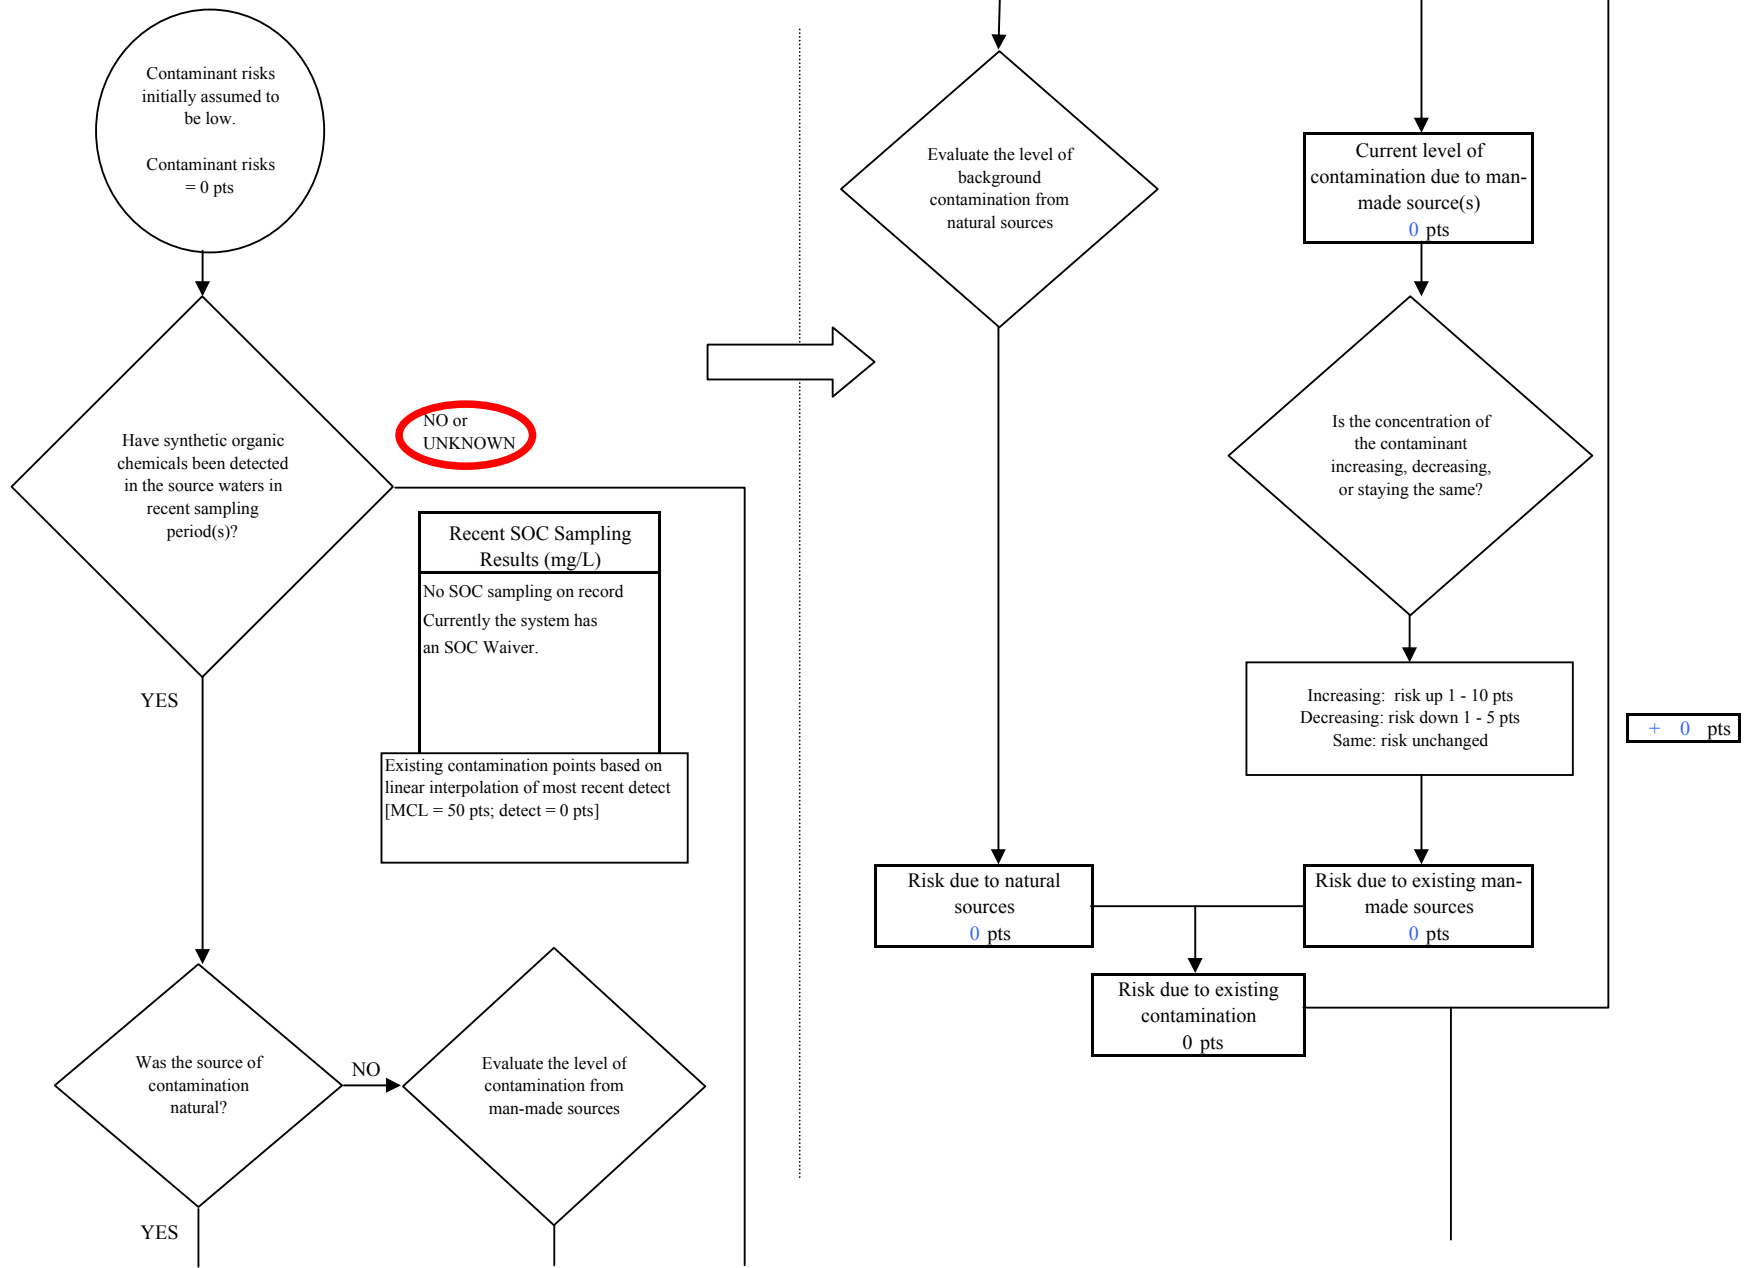 Contaminant risks
initially assumed to
be low.
Contaminant risks
= 0 pts
Have synthetic organic
chemicals been detected
in the source waters in
recent sampling
period(s)?
NO or
UNKNOWN
Recent SOC Sampling
Results (mg/L)
No SOC sampling on record
Currently the system has
an SOC Waiver.
YES
Existing contamination points based on
linear interpolation of most recent detect
[MCL = 50 pts; detect = 0 pts]
Was the source of
contamination
natural?
NO
Evaluate the level of
contamination from
man-made sources
YES
Evaluate the level of
background
contamination from
natural sources
Current level of
contamination due to man-
made source(s)
0 pts
Is the concentration of
the contaminant
increasing, decreasing,
or staying the same?
Increasing: risk up 1 - 10 pts
Decreasing: risk down 1 - 5 pts
Same: risk unchanged
+ 0 pts
Risk due to natural
sources
0 pts
Risk due to existing man-
made sources
0 pts
Risk due to existing
contamination
0 pts